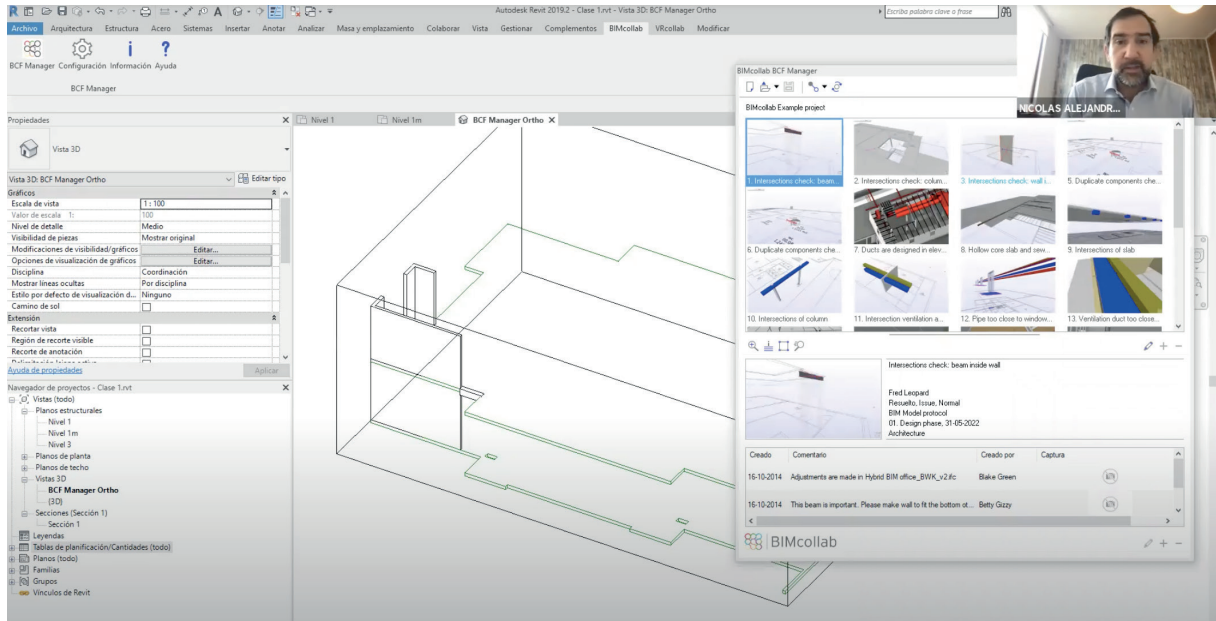 Autodesk Revit 2019.2 - Clase 1.rvt - Vista 3D: BCF Manager Ortho
Escriba palabra clave o frase
Archivo Arquitectura Estructura Acero Sistemas Insertar Anotar Analizar Masa y emplazamiento Colaborar Vista Gestionar Complementos BIMcollab VRcollab Modificar
BCF Manager Configuración Información Ayuda
BCF Manager
NICOLAS ALEJANDR...
Propiedades
Vista 3D
Vista 3D: BCF Manager Ortho
Editar tipo
Gráficos
Escala de vista 1 : 100
Valor de escala 1: 100
Nivel de detalle Medio
Visibilidad de piezas Mostrar original
Modificaciones de visibilidad/gráficos Editar...
Opciones de visualización de gráficos Editar...
Disciplina Coordinación
Mostrar líneas ocultas Por disciplina
Estilo por defecto de visualización d... Ninguno
Camino de sol
Extensión
Recortar vista
Región de recorte visible
Recorte de anotación
Ayuda de propiedades
Aplicar
Navegador de proyectos - Clase 1.rvt
Vistas (todo)
Planos estructurales
Nivel 1
Nivel 1m
Nivel 3
Planos de planta
Planos de techo
Vistas 3D
BCF Manager Ortho
{3D}
Secciones (Sección 1)
Sección 1
Leyendas
Tablas de planificación/Cantidades (todo)
Planos (todo)
Familias
Grupos
Vínculos de Revit
Nivel 1
Nivel 1m
BCF Manager Ortho
BIMcollab BCF Manager
BIMcollab Example project
1. Intersections check: beam...
2. Intersections check: colum...
3. Intersections check: wall i...
5. Duplicate components che...
6. Duplicate components che...
7. Ducts are designed in elev...
8. Hollow core slab and sew...
9. Intersections of slab
10. Intersections of column
11. Intersection ventilation a...
12. Pipe too close to window...
13. Ventilation duct too close...
Intersections check: beam inside wall
Fred Leopard
Resuelto, Issue, Normal
BIM Model protocol
01. Design phase, 31-05-2022
Architecture
Creado Comentario Creado por Captura
16-10-2014 Adjustments are made in Hybrid BIM office_BWK_v2.ifc Blake Green
16-10-2014 This beam is important. Please make wall to fit the bottom ot... Betty Gizzy
BIMcollab